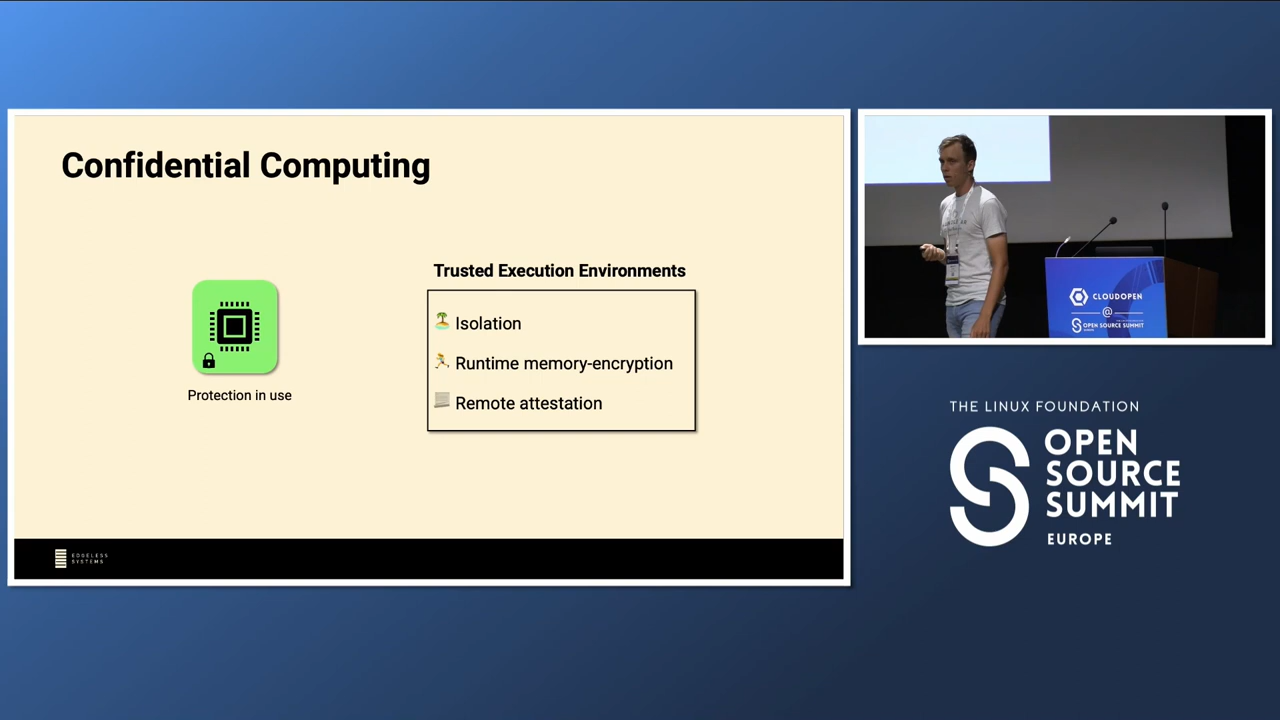 Confidential Computing
Trusted Execution Environments
Isolation
Runtime memory-encryption
Remote attestation
Protection in use
EDGELESS
SYSTEMS
CLOUDOPEN
@
OPEN SOURCE SUMMIT
THE LINUX FOUNDATION
OPEN
SOURCE
SUMMIT
EUROPE